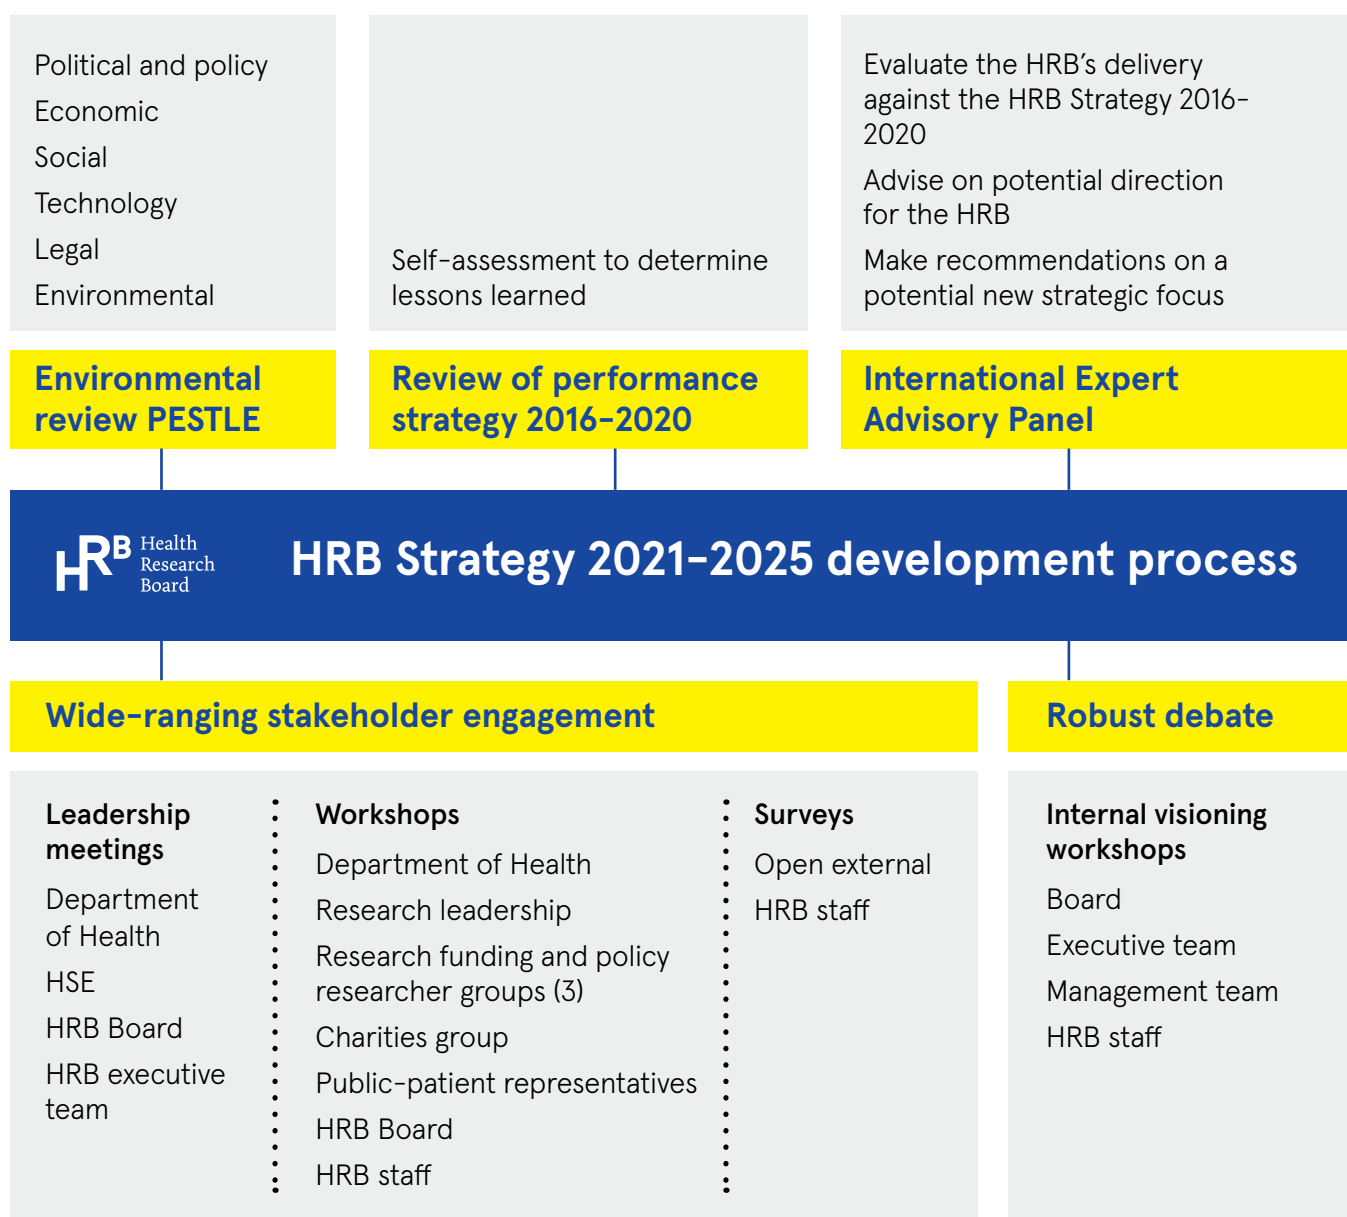 Political and policy
Economic
Social
Technology
Legal
Environmental
Environmental
review PESTLE
Self-assessment to determine
lessons learned
Review of performance
strategy 2016-2020
Evaluate the HRB’s delivery
against the HRB Strategy 2016-
2020
Advise on potential direction
for the HRB
Make recommendations on a
potential new strategic focus
International Expert
Advisory Panel
HRB Health
Research
Board
HRB Strategy 2021-2025 development process
Wide-ranging stakeholder engagement
Leadership
meetings
Department
of Health
HSE
HRB Board
HRB executive
team
Workshops
Department of Health
Research leadership
Research funding and policy
researcher groups (3)
Charities group
Public-patient representatives
HRB Board
HRB staff
Surveys
Open external
HRB staff
Robust debate
Internal visioning
workshops
Board
Executive team
Management team
HRB staff